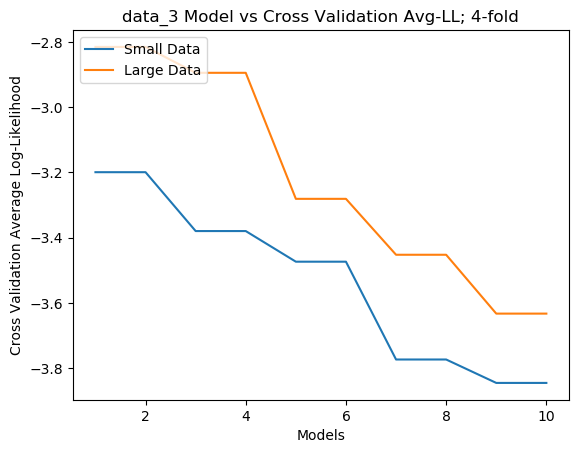 data_3 Model vs Cross Validation Avg-LL; 4-fold
Small Data
Large Data
Cross Validation Average Log-Likelihood
−2.8
−3.0
−3.2
−3.4
−3.6
−3.8
2
4
6
8
10
Models